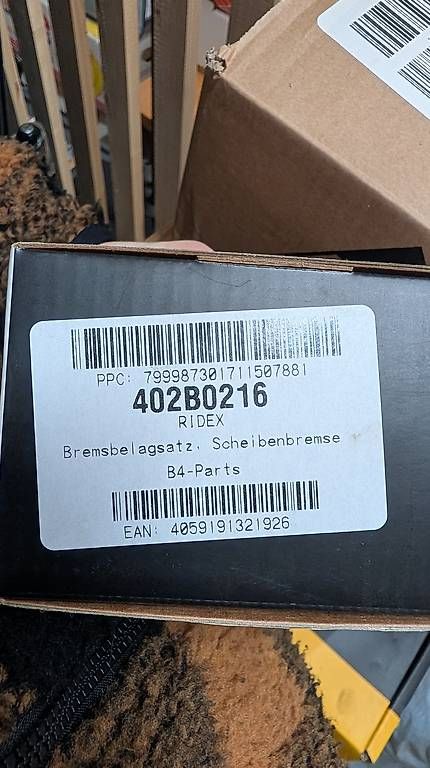 PPC: 799987301711507881
402B0216
RIDEX
Bremsbelagsatz, Scheibenbremse
B4-Parts
EAN: 4059191321926